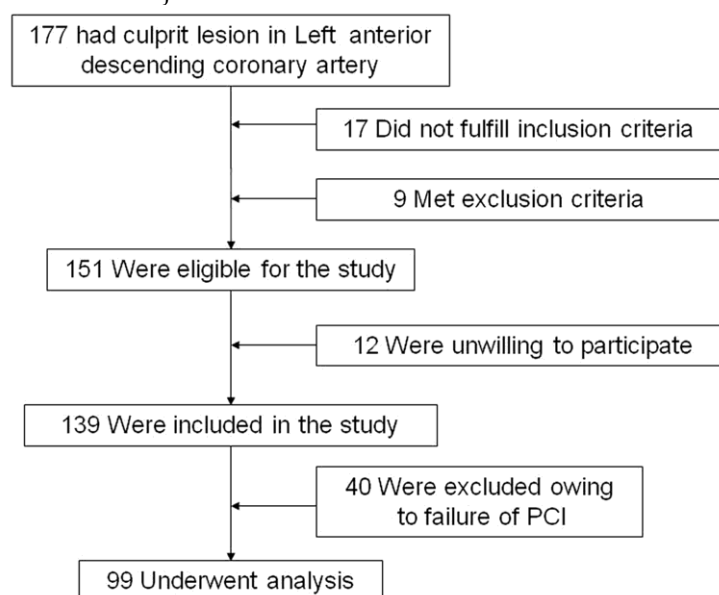 177 had culprit lesion in Left anterior
descending coronary artery
17 Did not fulfill inclusion criteria
9 Met exclusion criteria
151 Were eligible for the study
12 Were unwilling to participate
139 Were included in the study
40 Were excluded owing
to failure of PCI
99 Underwent analysis